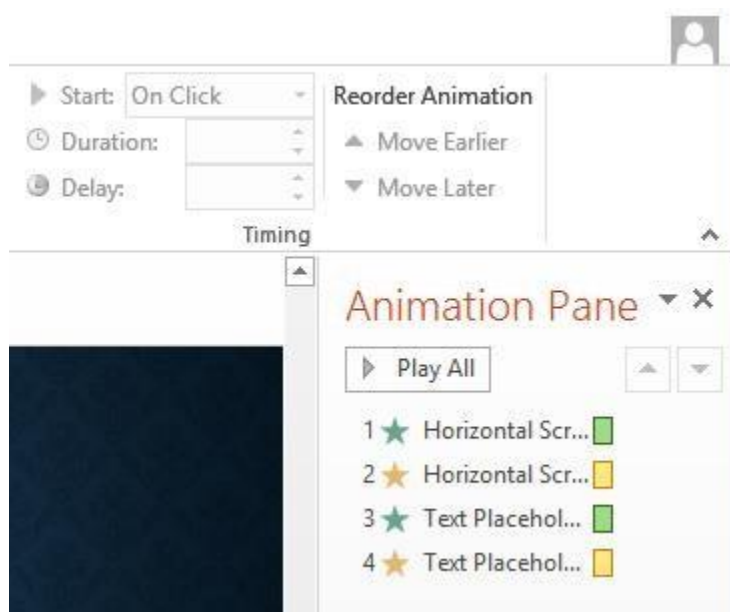 Start: On Click
Reorder Animation
Duration:
Move Earlier
Delay:
Move Later
Timing
Animation Pane
Play All
1 Horizontal Scr...
2 Horizontal Scr...
3 Text Placehol...
4 Text Placehol...